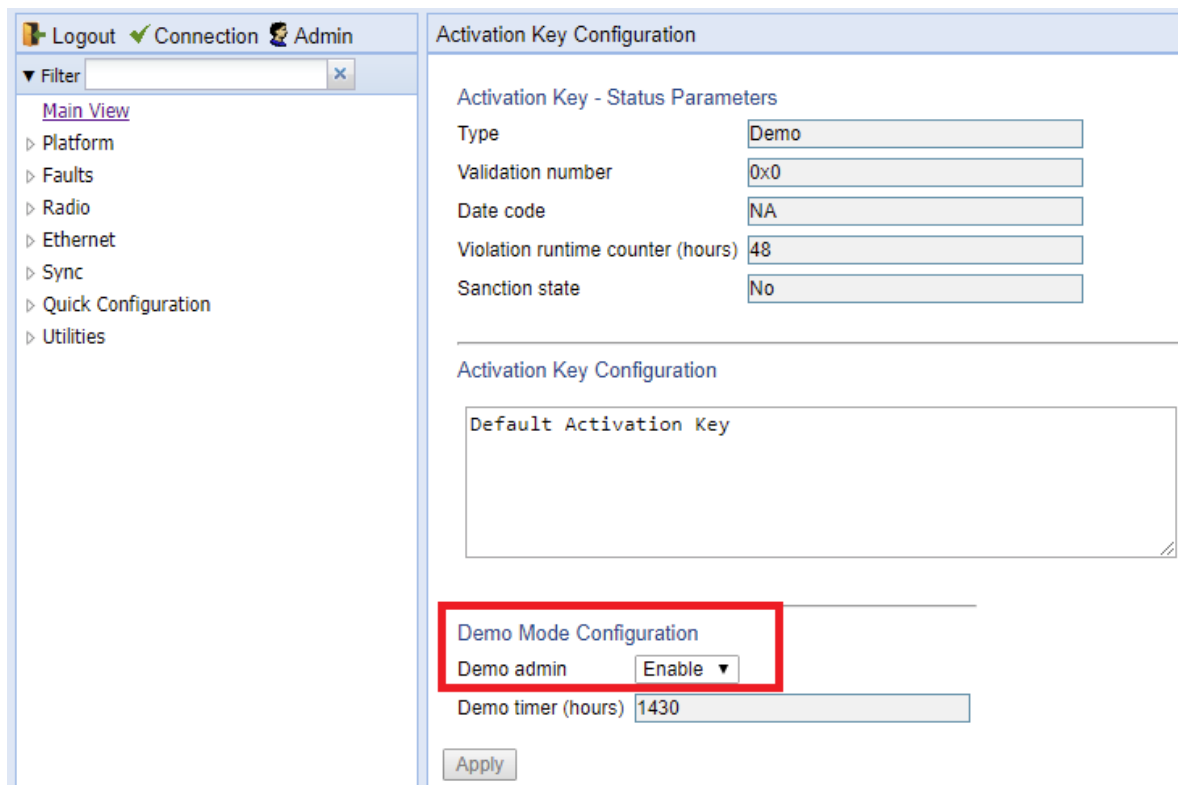 Logout Connection Admin
Filter
Main View
Platform
Faults
Radio
Ethernet
Sync
Quick Configuration
Utilities
Activation Key Configuration
Activation Key - Status Parameters
Type Demo
Validation number 0x0
Date code NA
Violation runtime counter (hours) 48
Sanction state No
Activation Key Configuration
Default Activation Key
Demo Mode Configuration
Demo admin Enable
Demo timer (hours) 1430
Apply